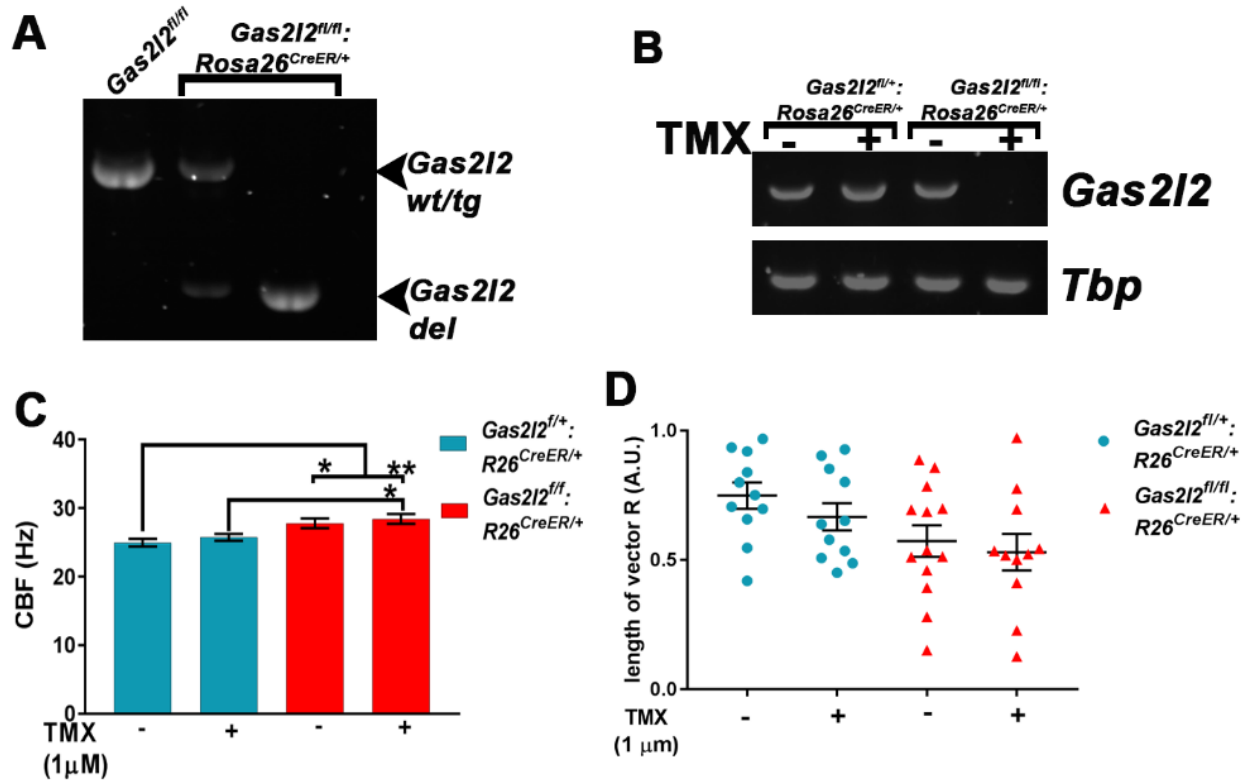 A
Gas2l2fl/fl
Gas2l2fl/fl:
Rosa26CreER/+
Gas2l2
wt/tg
Gas2l2
del
B
Gas2l2fl/+:
Rosa26CreER/+
Gas2l2fl/fl:
Rosa26CreER/+
TMX - + - +
Gas2l2
Tbp
C
CBF (Hz)
40
30
20
10
0
* **
*
Gas2l2f/+:
R26CreER/+
Gas2l2f/f:
R26CreER/+
TMX - + - +
(1µM)
D
length of vector R (A.U.)
1.0
0.5
0.0
Gas2l2fl/+:
R26CreER/+
Gas2l2fl/fl:
R26CreER/+
TMX - + - +
(1 µm)